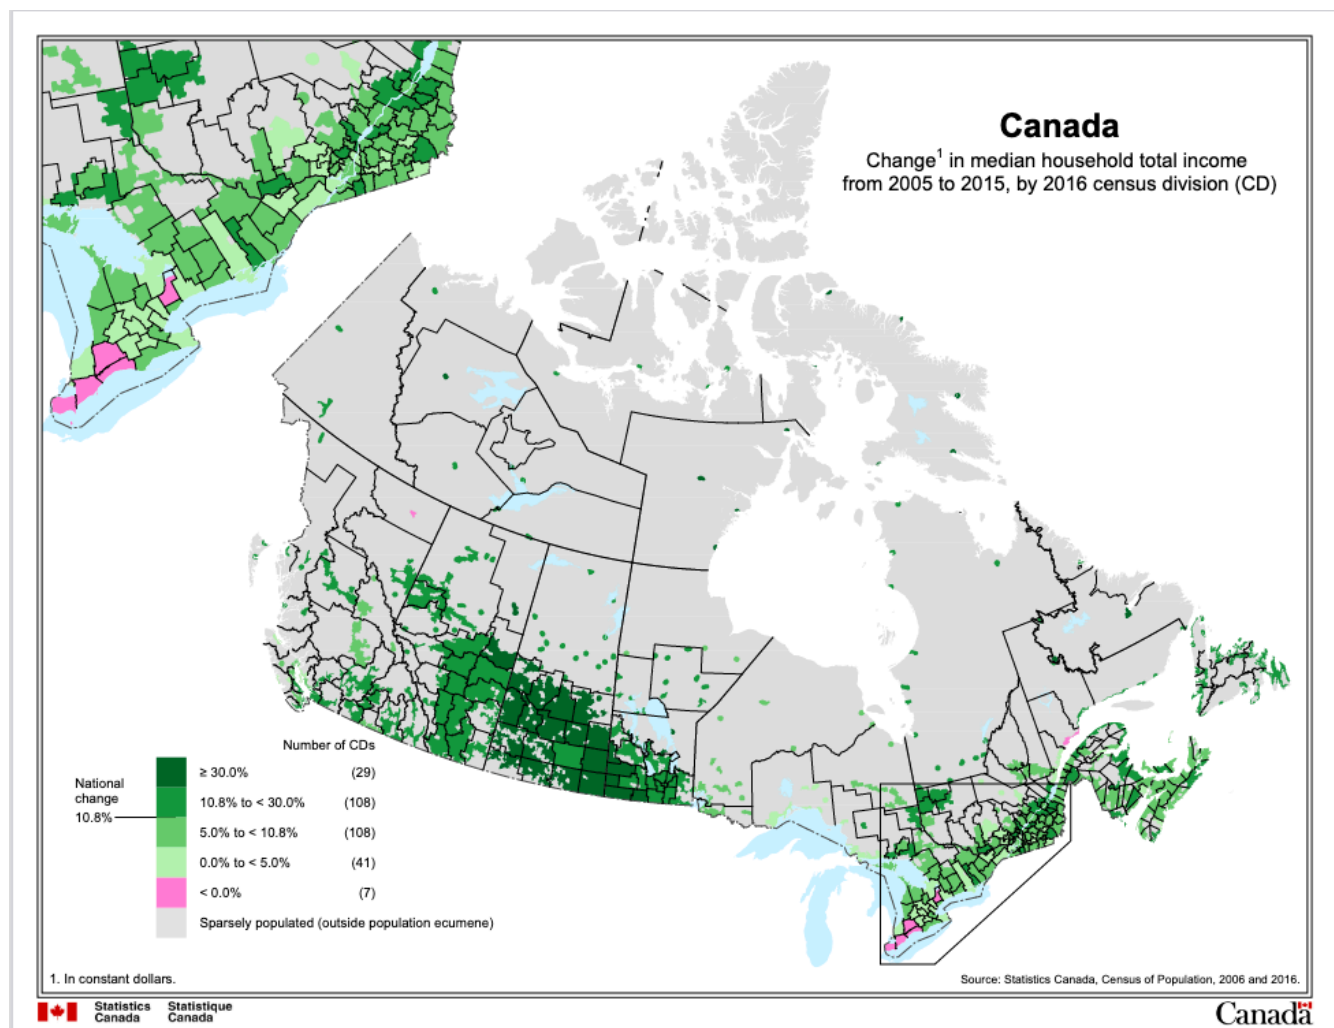 Canada
Change¹ in median household total income
from 2005 to 2015, by 2016 census division (CD)
Number of CDs
National
change
10.8%
≥ 30.0% (29)
10.8% to < 30.0% (108)
5.0% to < 10.8% (108)
0.0% to < 5.0% (41)
< 0.0% (7)
Sparsely populated (outside population ecumene)
1. In constant dollars.
Source: Statistics Canada, Census of Population, 2006 and 2016.
Statistics Statistique
Canada Canada
Canada